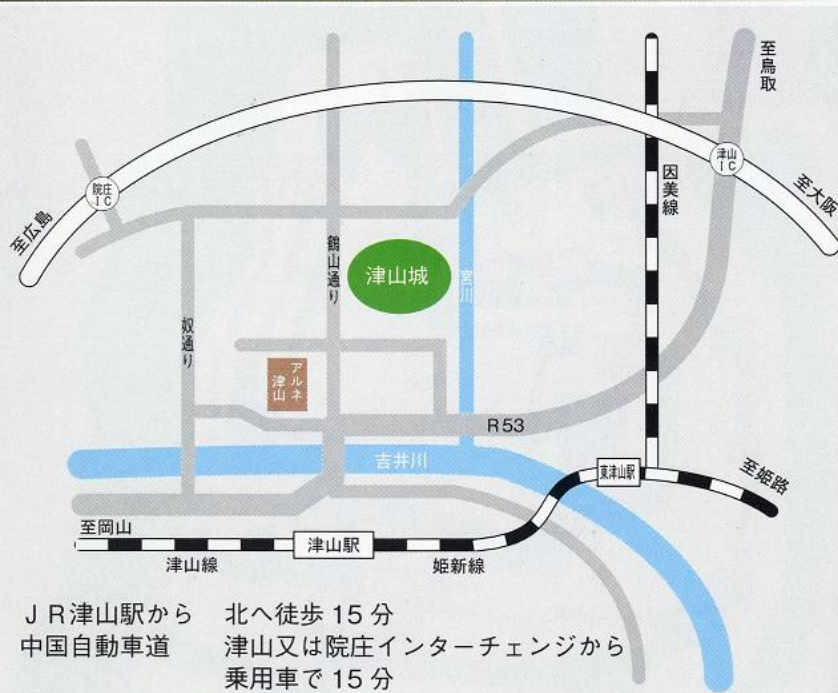 至鳥取
院庄
IC
津山
IC
至広島
至大阪
因美線
鶴山通り
津山城
宮川
奴通り
アルネ
津山
R53
吉井川
東津山駅
至姫路
至岡山
津山駅
津山線
姫新線
JR津山駅から 北へ徒歩15分
中国自動車道 津山又は院庄インターチェンジから
乗用車で15分